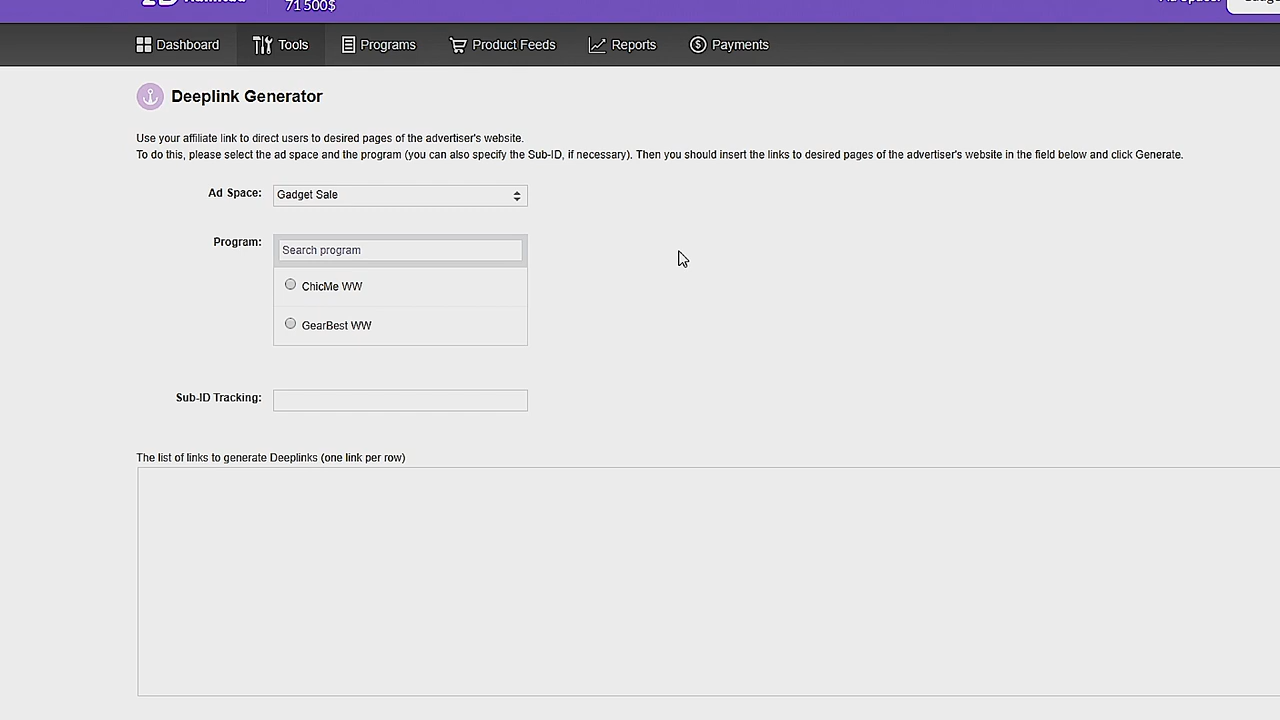 71 500$
Dashboard Tools Programs Product Feeds Reports Payments
Deeplink Generator
Use your affiliate link to direct users to desired pages of the advertiser's website.
To do this, please select the ad space and the program (you can also specify the Sub-ID, if necessary). Then you should insert the links to desired pages of the advertiser's website in the field below and click Generate.
Ad Space: Gadget Sale
Program: Search program
ChicMe WW
GearBest WW
Sub-ID Tracking:
The list of links to generate Deeplinks (one link per row)